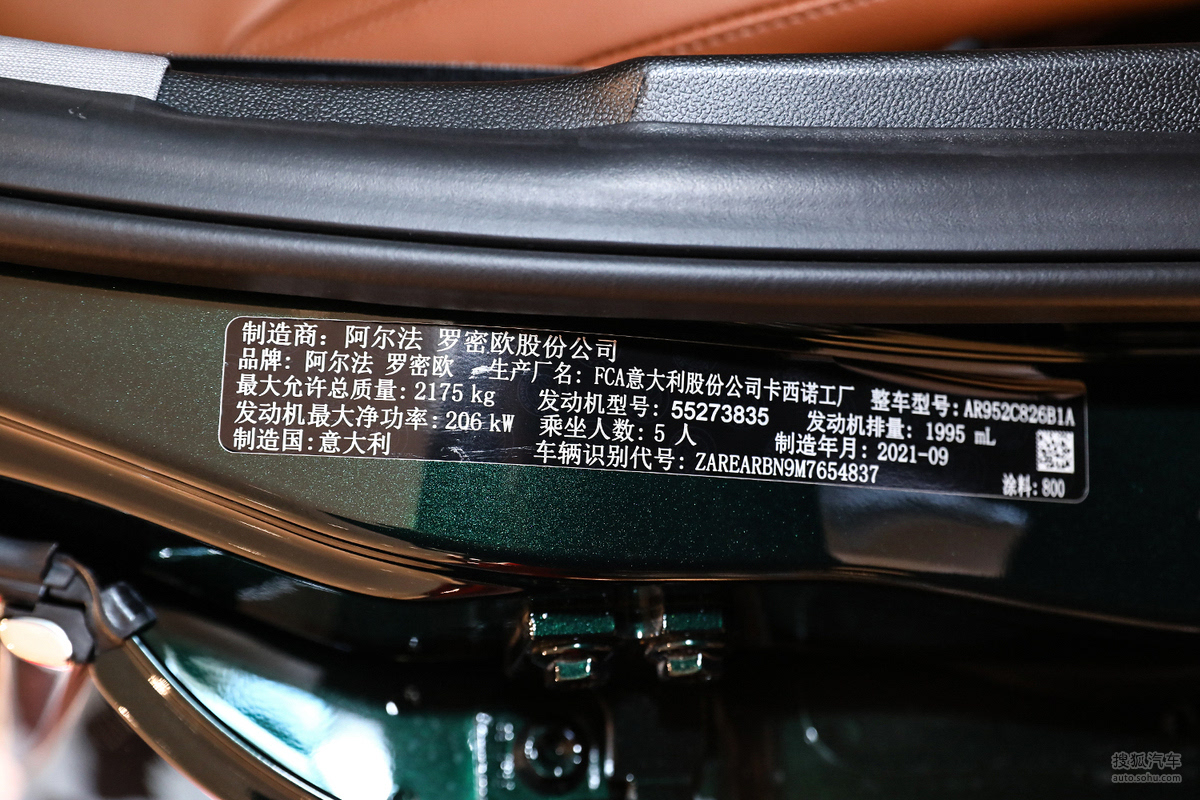 制造商：阿尔法 罗密欧股份公司
品牌：阿尔法 罗密欧 生产厂名：FCA意大利股份公司卡西诺工厂 整车型号：AR952C826B1A
最大允许总质量：2175 kg 发动机型号：55273835 发动机排量：1995 mL
发动机最大净功率：206 kW 乘坐人数：5 人 制造年月：2021-09
制造国：意大利 车辆识别代号：ZAREARBN9M7654837
涂料：800
搜狐汽车
auto.sohu.com